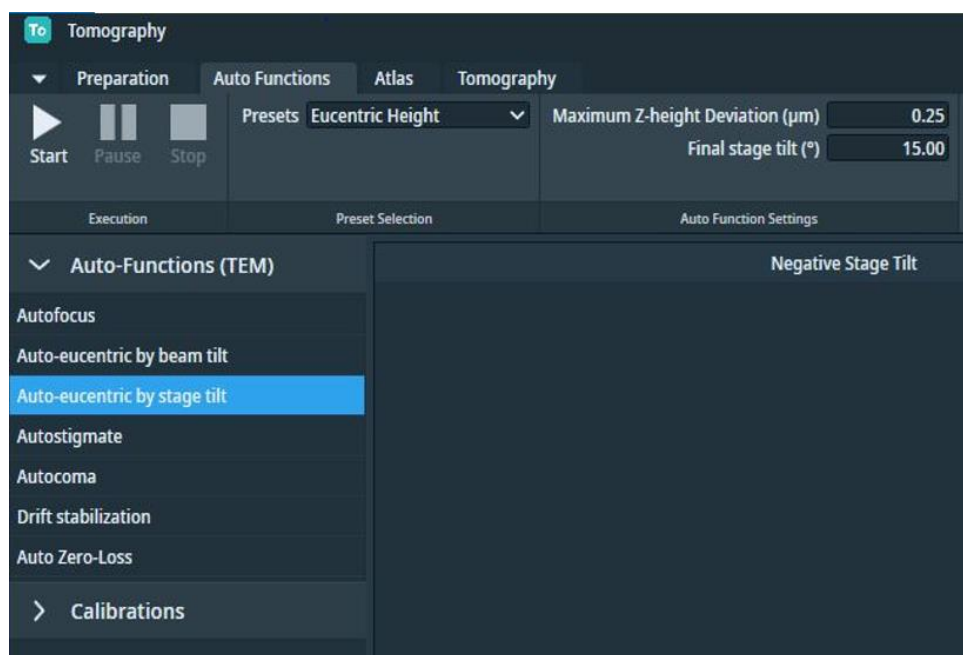 To Tomography
Preparation Auto Functions Atlas Tomography
Start Pause Stop
Presets Eucentric Height
Maximum Z-height Deviation (µm) 0.25
Final stage tilt (°) 15.00
Execution Preset Selection Auto Function Settings
Auto-Functions (TEM)
Negative Stage Tilt
Autofocus
Auto-eucentric by beam tilt
Auto-eucentric by stage tilt
Autostigmate
Autocoma
Drift stabilization
Auto Zero-Loss
Calibrations